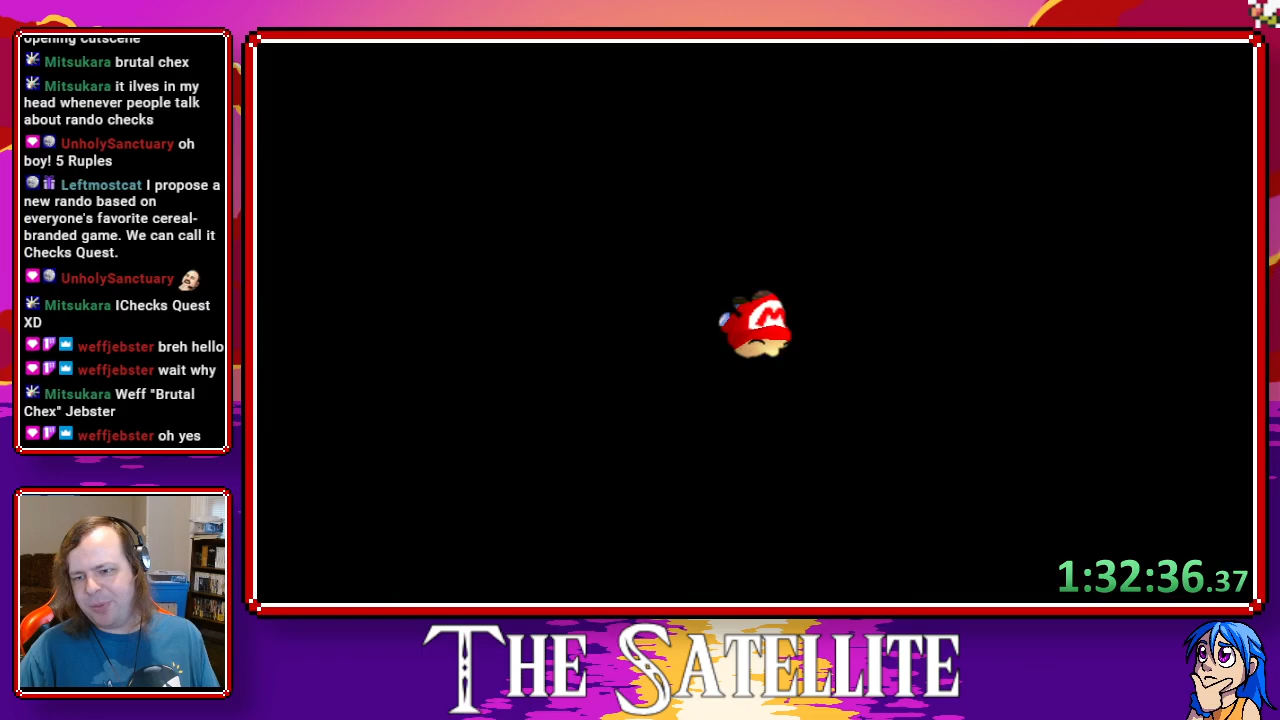 opening cutscene
Mitsukara brutal chex
Mitsukara it ilves in my
head whenever people talk
about rando checks
UnholySanctuary oh
boy! 5 Ruples
Leftmostcat I propose a
new rando based on
everyone's favorite cereal-
branded game. We can call it
Checks Quest.
UnholySanctuary
Mitsukara IChecks Quest
XD
weffjebster breh hello
weffjebster wait why
Mitsukara Weff "Brutal
Chex" Jebster
weffjebster oh yes
M
1:32:36.37
THE SATELLITE